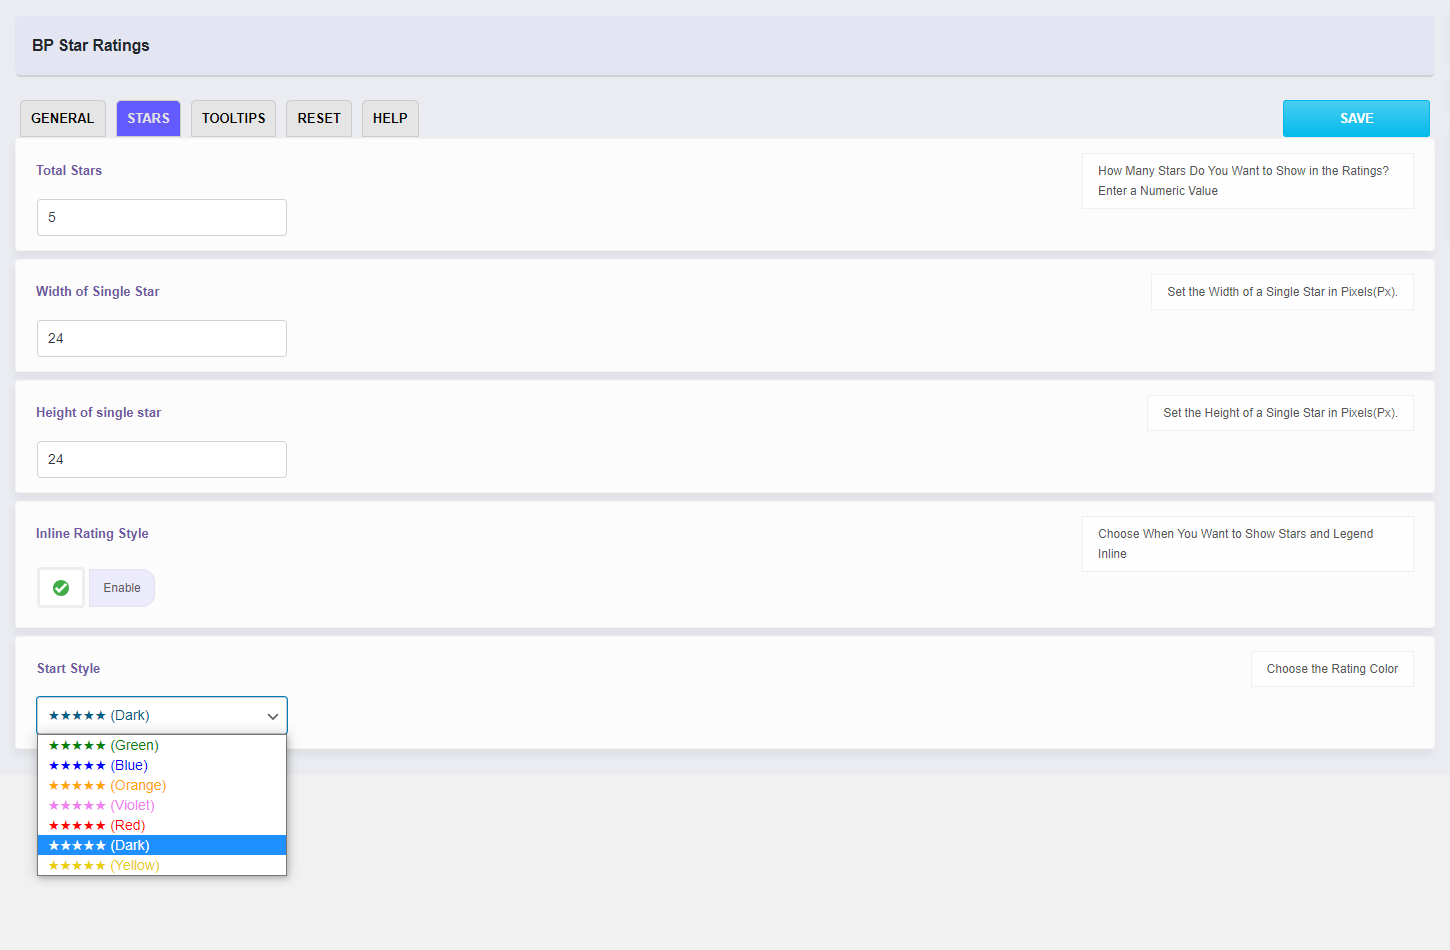 BP Star Ratings
GENERAL
STARS
TOOLTIPS
RESET
HELP
SAVE
Total Stars
How Many Stars Do You Want to Show in the Ratings?
Enter a Numeric Value
5
Width of Single Star
Set the Width of a Single Star in Pixels(Px).
24
Height of single star
Set the Height of a Single Star in Pixels(Px).
24
Inline Rating Style
Choose When You Want to Show Stars and Legend
Inline
Enable
Start Style
Choose the Rating Color
★★★★★ (Dark)
★★★★★ (Green)
★★★★★ (Blue)
★★★★★ (Orange)
★★★★★ (Violet)
★★★★★ (Red)
★★★★★ (Dark)
★★★★★ (Yellow)